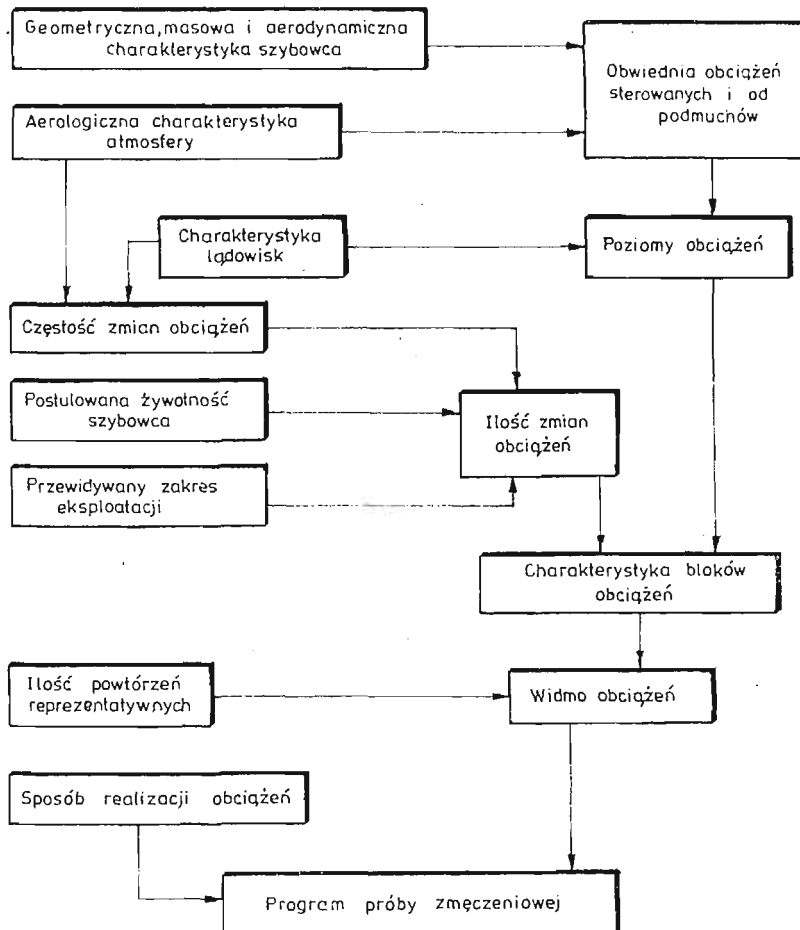 Geometryczna, masowa i aerodynamiczna
charakterystyka szybowca
Obwiednia obciążeń
sterowanych i od
podmuchów
Aerologiczna charakterystyka
atmosfery
Charakterystyka
lądowisk
Poziomy obciążeń
Częstość zmian obciążeń
Postulowana żywotność
szybowca
Ilość zmian
obciążeń
Przewidywany zakres
eksploatacji
Charakterystyka bloków
obciążeń
Ilość powtórzeń
reprezentatywnych
Widmo obciążeń
Sposób realizacji obciążeń
Program próby zmęczeniowej